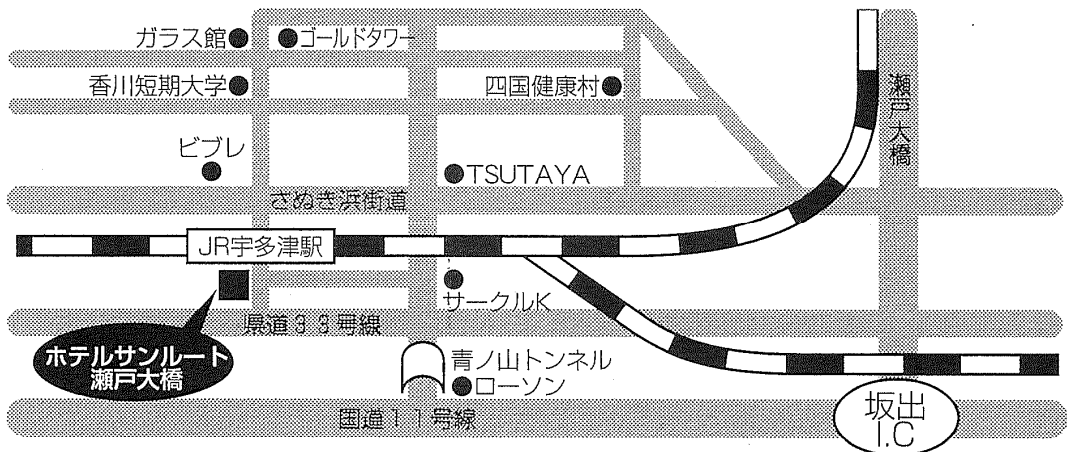 ガラス館
ゴールドタワー
香川短期大学
四国健康村
瀬戸大橋
ビブレ
TSUTAYA
さぬき浜街道
JR宇多津駅
サークルK
県道33号線
ホテルサンルート
瀬戸大橋
青ノ山トンネル
ローソン
国道11号線
坂出
I.C